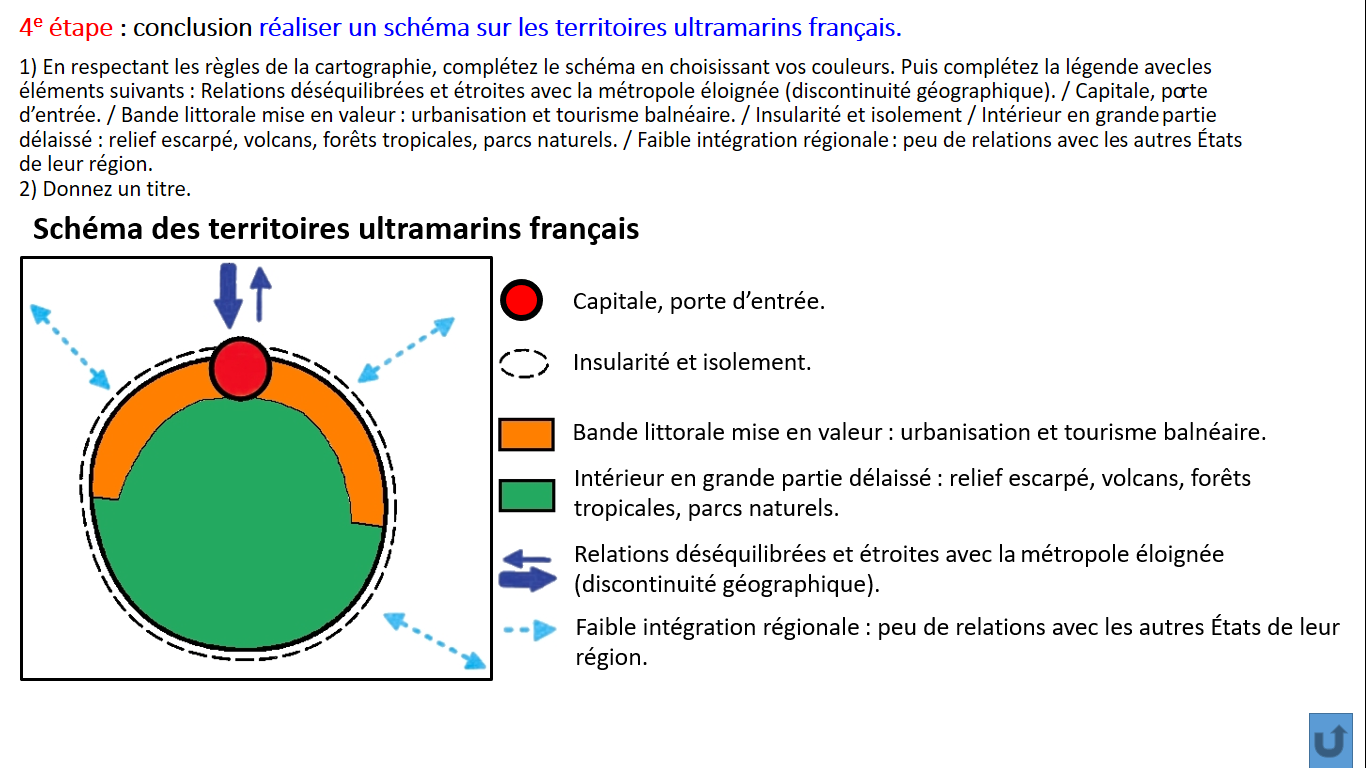 4e étape : conclusion réaliser un schéma sur les territoires ultramarins français.
1) En respectant les règles de la cartographie, complétez le schéma en choisissant vos couleurs. Puis complétez la légende avec les
éléments suivants : Relations déséquilibrées et étroites avec la métropole éloignée (discontinuité géographique). / Capitale, porte
d’entrée. / Bande littorale mise en valeur : urbanisation et tourisme balnéaire. / Insularité et isolement / Intérieur en grande partie
délaissé : relief escarpé, volcans, forêts tropicales, parcs naturels. / Faible intégration régionale : peu de relations avec les autres États
de leur région.
2) Donnez un titre.
Schéma des territoires ultramarins français
Capitale, porte d’entrée.
Insularité et isolement.
Bande littorale mise en valeur : urbanisation et tourisme balnéaire.
Intérieur en grande partie délaissé : relief escarpé, volcans, forêts
tropicales, parcs naturels.
Relations déséquilibrées et étroites avec la métropole éloignée
(discontinuité géographique).
Faible intégration régionale : peu de relations avec les autres États de leur
région.